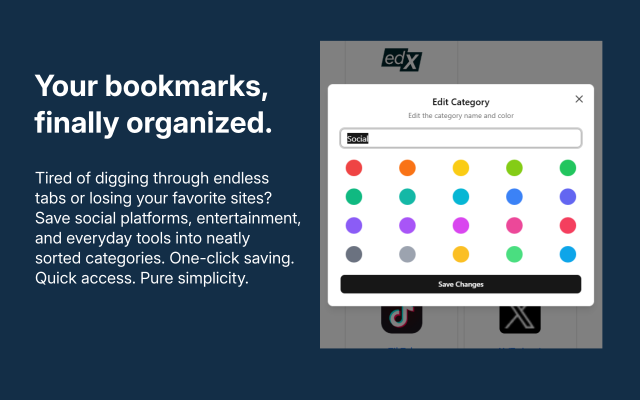 Your bookmarks,
finally organized.
Tired of digging through endless
tabs or losing your favorite sites?
Save social platforms, entertainment,
and everyday tools into neatly
sorted categories. One-click saving.
Quick access. Pure simplicity.
edX
Edit Category
Edit the category name and color
Social
Save Changes